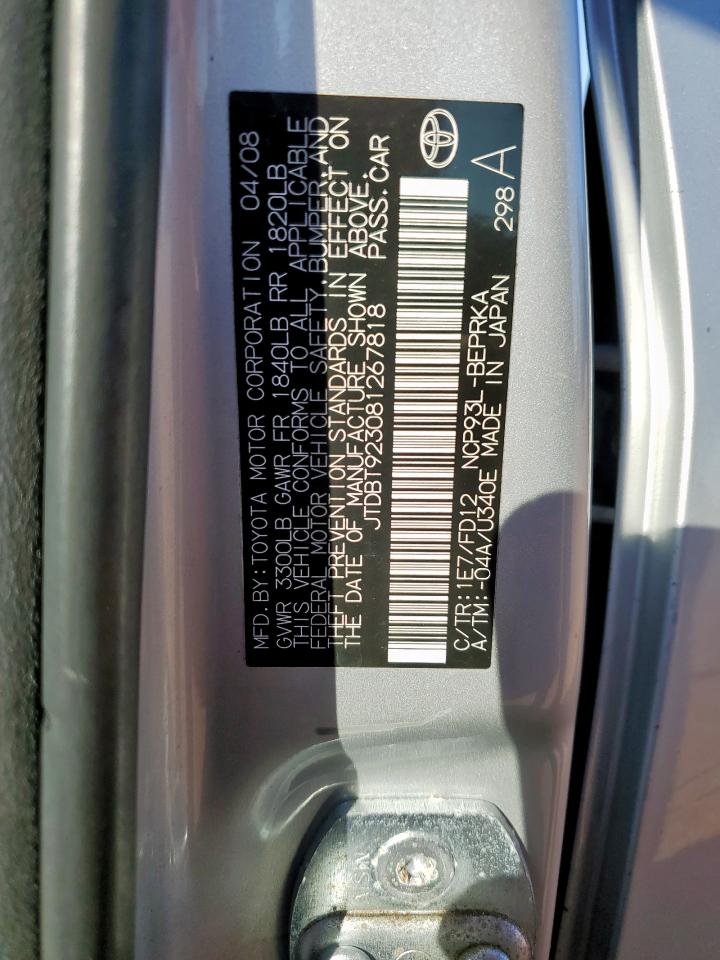 MFD. BY: TOYOTA MOTOR CORPORATION 04/08
GVWR 3300LB GAWR FR 1840LB RR 1820LB
THIS VEHICLE CONFORMS TO ALL APPLICABLE
FEDERAL MOTOR VEHICLE SAFETY, BUMPER, AND
THEFT PREVENTION STANDARDS IN EFFECT ON
THE DATE OF MANUFACTURE SHOWN ABOVE.
JTDBT923081267818 PASS. CAR
C/TR: 1E7/FD12 NCP93L-BEPRKA 298 A
A/TM: -04A/U340E MADE IN JAPAN